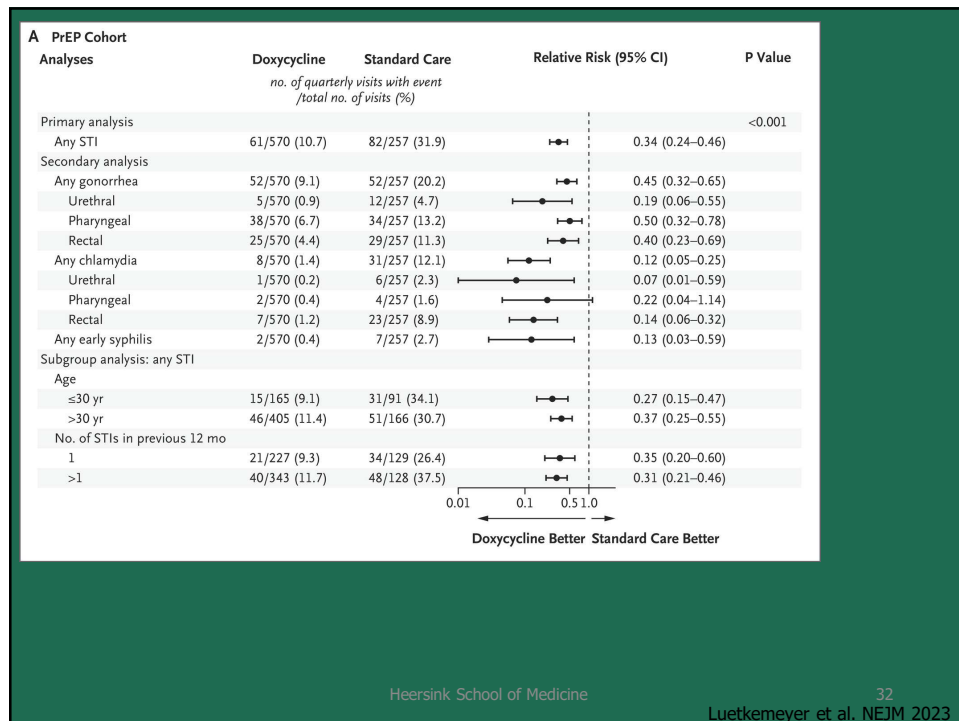 A PrEP Cohort
Analyses Doxycycline Standard Care Relative Risk (95% CI) P Value
no. of quarterly visits with event
/total no. of visits (%)
Primary analysis <0.001
Any STI 61/570 (10.7) 82/257 (31.9) 0.34 (0.24–0.46)
Secondary analysis
Any gonorrhea 52/570 (9.1) 52/257 (20.2) 0.45 (0.32–0.65)
Urethral 5/570 (0.9) 12/257 (4.7) 0.19 (0.06–0.55)
Pharyngeal 38/570 (6.7) 34/257 (13.2) 0.50 (0.32–0.78)
Rectal 25/570 (4.4) 29/257 (11.3) 0.40 (0.23–0.69)
Any chlamydia 8/570 (1.4) 31/257 (12.1) 0.12 (0.05–0.25)
Urethral 1/570 (0.2) 6/257 (2.3) 0.07 (0.01–0.59)
Pharyngeal 2/570 (0.4) 4/257 (1.6) 0.22 (0.04–1.14)
Rectal 7/570 (1.2) 23/257 (8.9) 0.14 (0.06–0.32)
Any early syphilis 2/570 (0.4) 7/257 (2.7) 0.13 (0.03–0.59)
Subgroup analysis: any STI
Age
≤30 yr 15/165 (9.1) 31/91 (34.1) 0.27 (0.15–0.47)
>30 yr 46/405 (11.4) 51/166 (30.7) 0.37 (0.25–0.55)
No. of STIs in previous 12 mo
1 21/227 (9.3) 34/129 (26.4) 0.35 (0.20–0.60)
>1 40/343 (11.7) 48/128 (37.5) 0.31 (0.21–0.46)
0.01 0.1 0.5 1.0
Doxycycline Better Standard Care Better
Heersink School of Medicine 32
Luetkemeyer et al. NEJM 2023